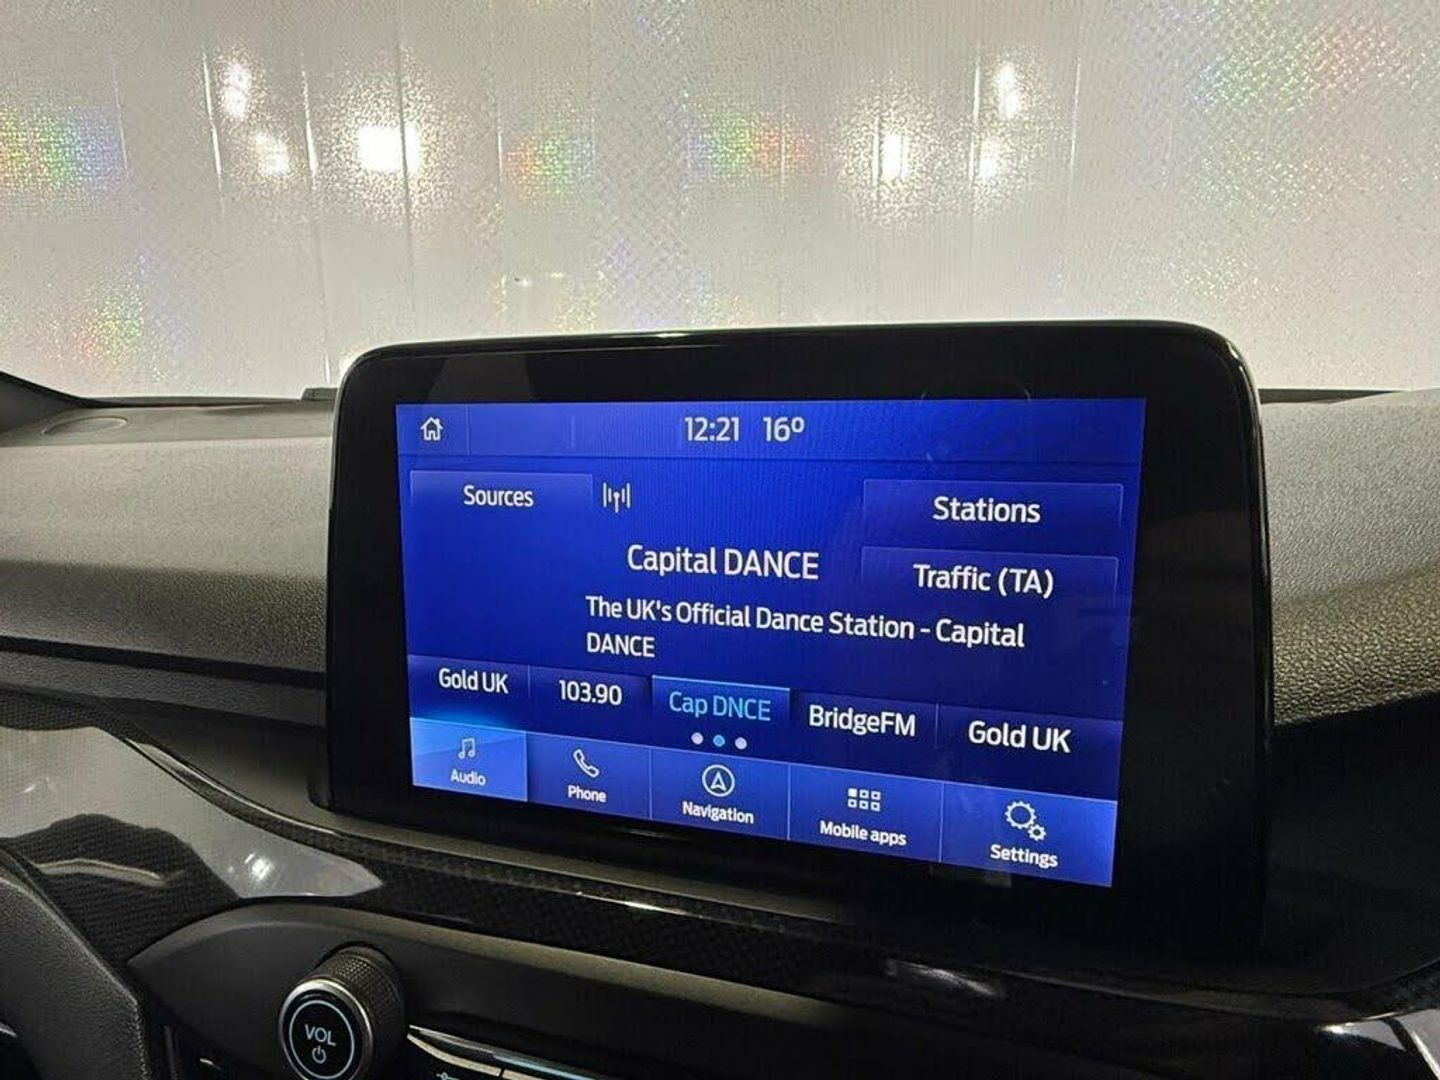 12:21 16º
Sources
Stations
Capital DANCE
Traffic (TA)
The UK's Official Dance Station - Capital
DANCE
Gold UK 103.90 Cap DNCE BridgeFM Gold UK
Audio Phone Navigation Mobile apps Settings
VOL